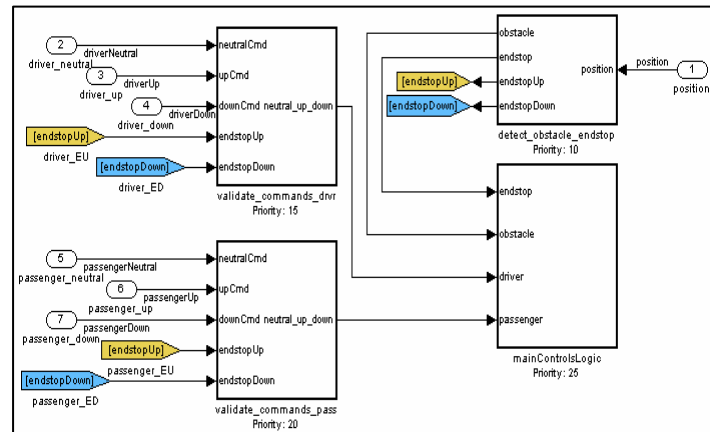 2
driverNeutral
driver_neutral
3
driverUp
driver_up
4
driverDown
driver_down
[endstopUp]
driver_EU
[endstopDown]
driver_ED
neutralCmd
upCmd
downCmd neutral_up_down
endstopUp
endstopDown
validate_commands_drvr
Priority: 15
obstacle
endstop
endstopUp
endstopDown
position
[endstopUp]
[endstopDown]
position
1
position
detect_obstacle_endstop
Priority: 10
5
passengerNeutral
passenger_neutral
6
passengerUp
passenger_up
7
passengerDown
passenger_down
[endstopUp]
passenger_EU
[endstopDown]
passenger_ED
neutralCmd
upCmd
downCmd neutral_up_down
endstopUp
endstopDown
validate_commands_pass
Priority: 20
endstop
obstacle
driver
passenger
mainControlsLogic
Priority: 25